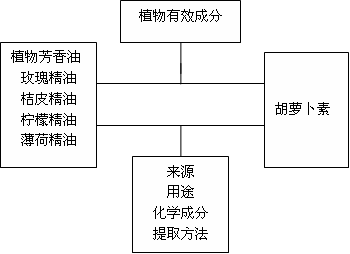 植物有效成分
植物芳香油
玫瑰精油
桔皮精油
柠檬精油
薄荷精油
胡萝卜素
来源
用途
化学成分
提取方法